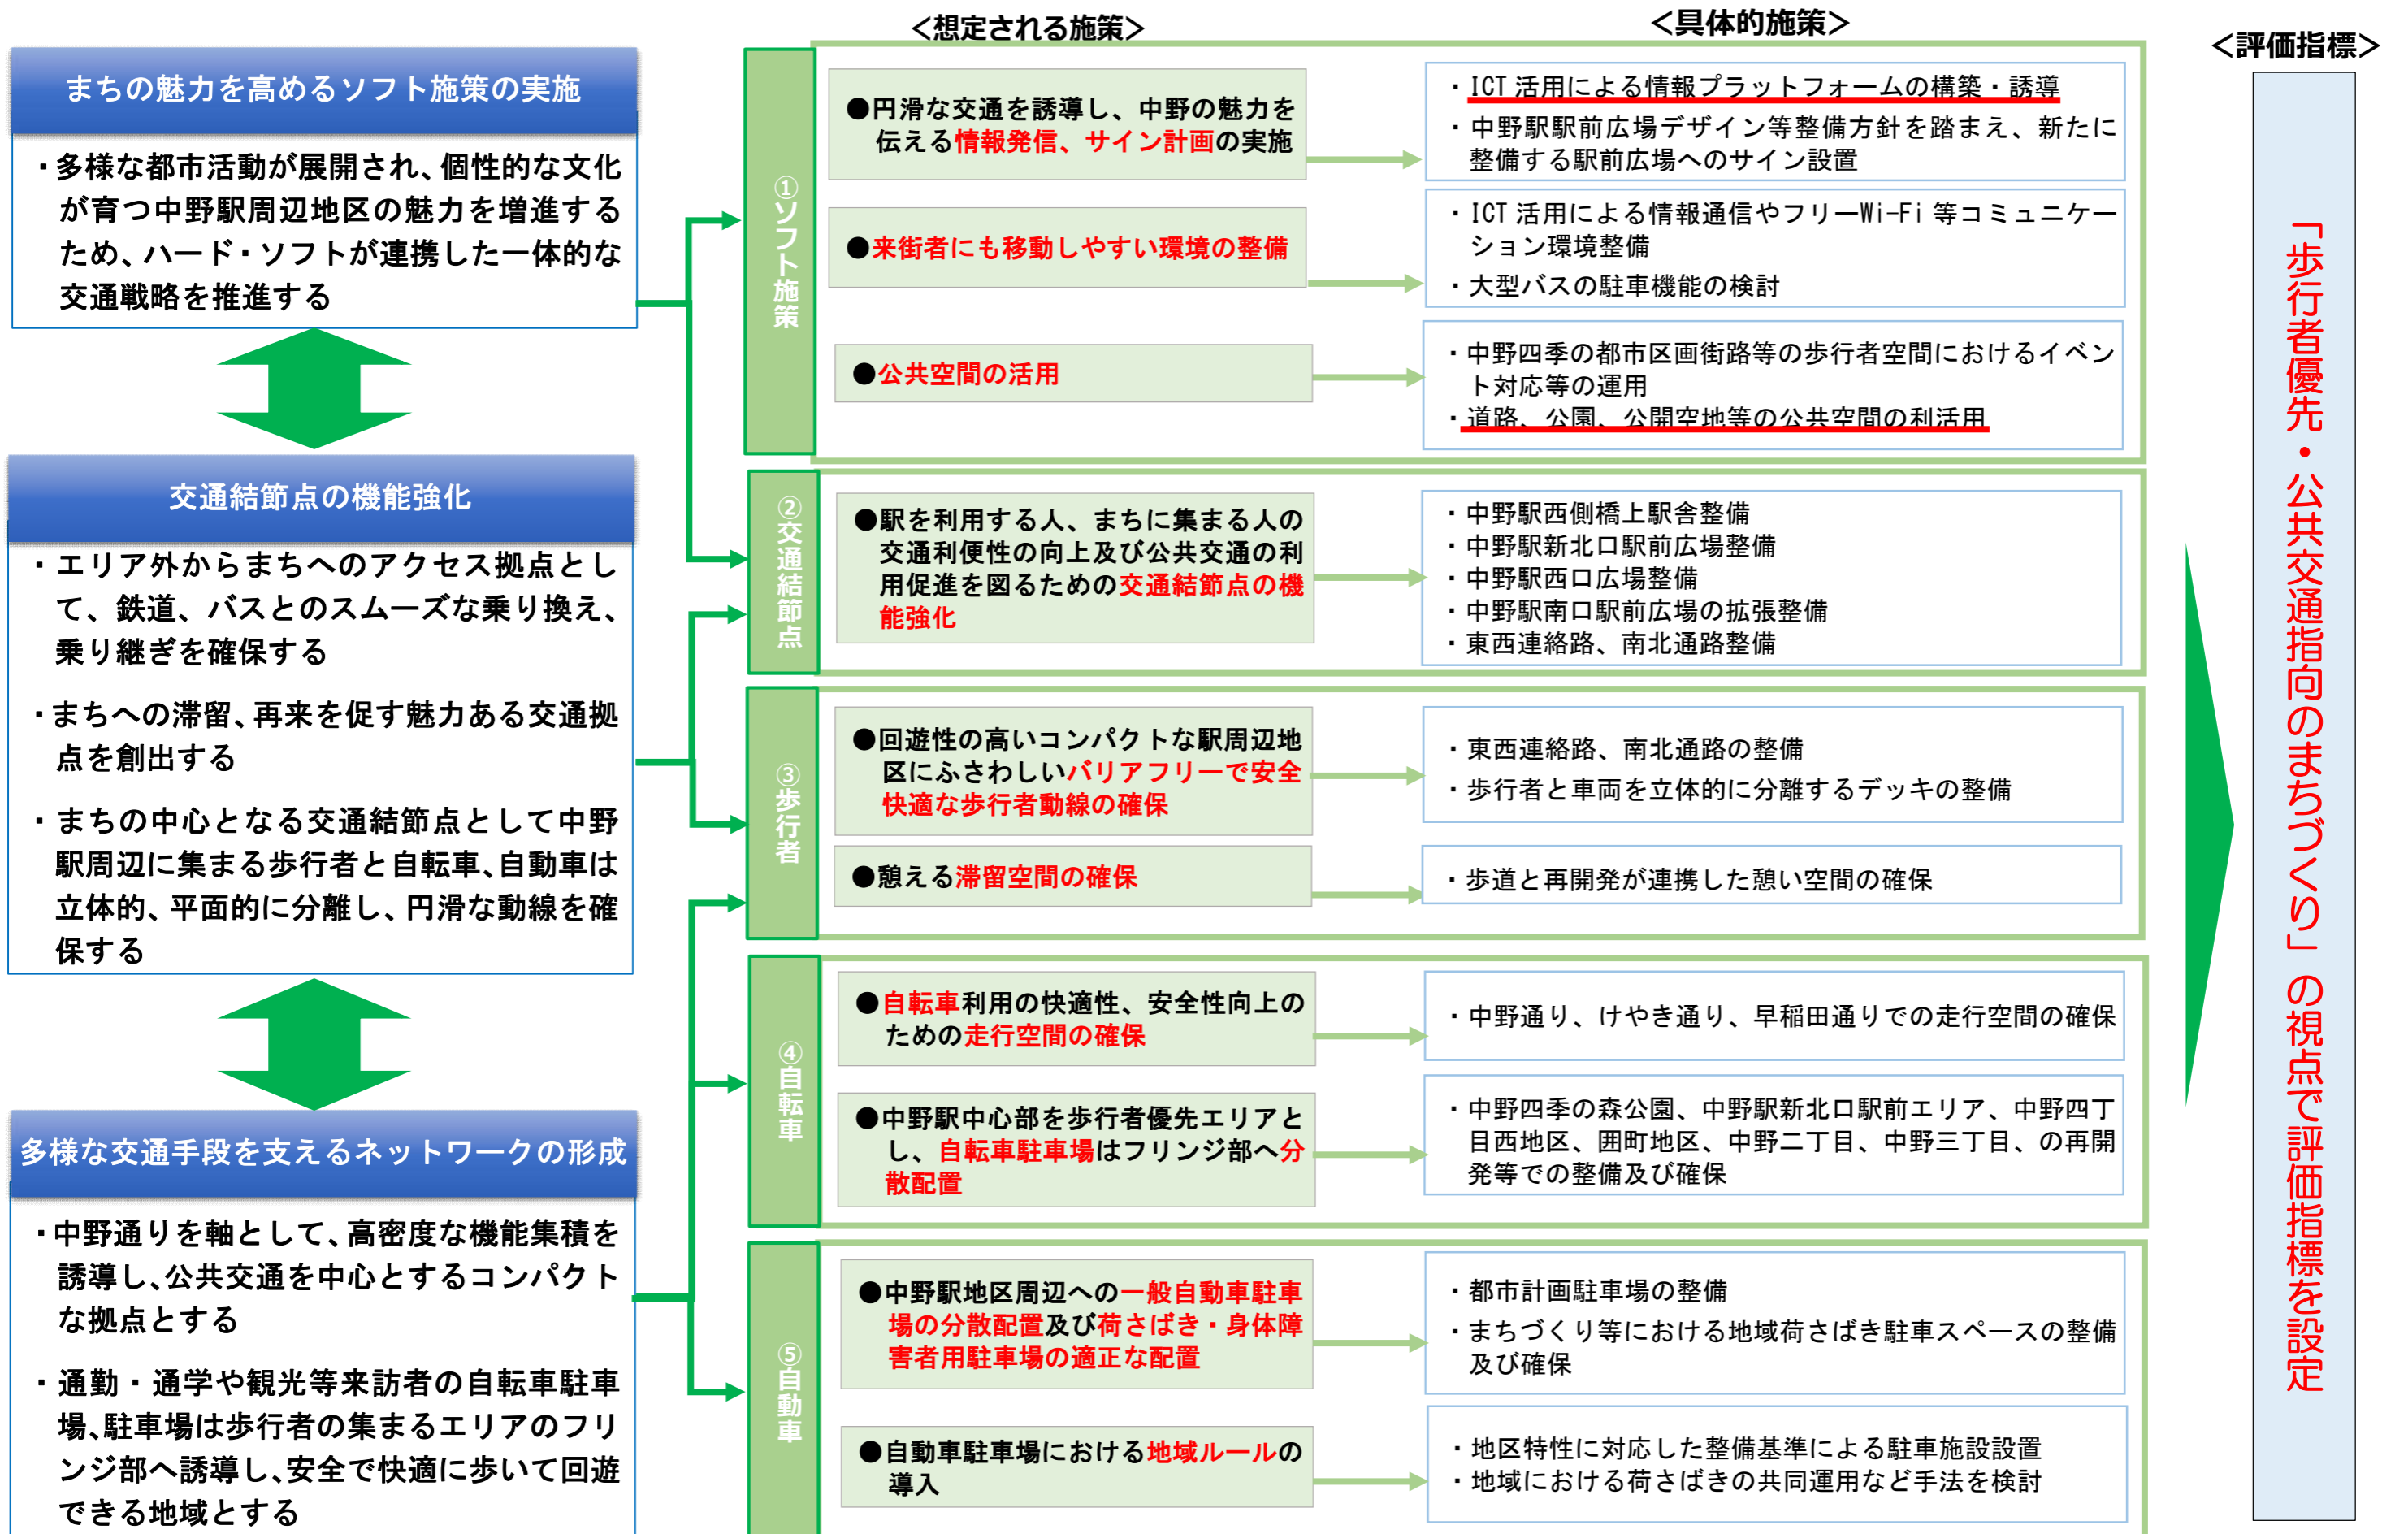 <想定される施策>
<具体的施策>
<評価指標>
まちの魅力を高めるソフト施策の実施
・多様な都市活動が展開され、個性的な文化
が育つ中野駅周辺地区の魅力を増進する
ため、ハード・ソフトが連携した一体的な
交通戦略を推進する
交通結節点の機能強化
・エリア外からまちへのアクセス拠点とし
て、鉄道、バスとのスムーズな乗り換え、
乗り継ぎを確保する
・まちへの滞留、再来を促す魅力ある交通拠
点を創出する
・まちの中心となる交通結節点として中野
駅周辺に集まる歩行者と自転車、自動車は
立体的、平面的に分離し、円滑な動線を確
保する
多様な交通手段を支えるネットワークの形成
・中野通りを軸として、高密度な機能集積を
誘導し、公共交通を中心とするコンパクト
な拠点とする
・通勤・通学や観光等来訪者の自転車駐車
場、駐車場は歩行者の集まるエリアのフリ
ンジ部へ誘導し、安全で快適に歩いて回遊
できる地域とする
①ソフト施策
●円滑な交通を誘導し、中野の魅力を
伝える情報発信、サイン計画の実施
・ICT 活用による情報プラットフォームの構築・誘導
・中野駅駅前広場デザイン等整備方針を踏まえ、新たに
整備する駅前広場へのサイン設置
●来街者にも移動しやすい環境の整備
・ICT 活用による情報通信やフリーWi-Fi 等コミュニケー
ション環境整備
・大型バスの駐車機能の検討
●公共空間の活用
・中野四季の都市区画街路等の歩行者空間におけるイベン
ト対応等の運用
・道路、公園、公開空地等の公共空間の利活用
②交通結節点
●駅を利用する人、まちに集まる人の
交通利便性の向上及び公共交通の利
用促進を図るための交通結節点の機
能強化
・中野駅西側橋上駅舎整備
・中野駅新北口駅前広場整備
・中野駅西口広場整備
・中野駅南口駅前広場の拡張整備
・東西連絡路、南北通路整備
③歩行者
●回遊性の高いコンパクトな駅周辺地
区にふさわしいバリアフリーで安全
快適な歩行者動線の確保
・東西連絡路、南北通路の整備
・歩行者と車両を立体的に分離するデッキの整備
●憩える滞留空間の確保
・歩道と再開発が連携した憩い空間の確保
④自転車
●自転車利用の快適性、安全性向上の
ための走行空間の確保
・中野通り、けやき通り、早稲田通りでの走行空間の確保
●中野駅中心部を歩行者優先エリアと
し、自転車駐車場はフリンジ部へ分
散配置
・中野四季の森公園、中野駅新北口駅前エリア、中野四丁
目西地区、囲町地区、中野二丁目、中野三丁目、の再開
発等での整備及び確保
⑤自動車
●中野駅地区周辺への一般自動車駐車
場の分散配置及び荷さばき・身体障
害者用駐車場の適正な配置
・都市計画駐車場の整備
・まちづくり等における地域荷さばき駐車スペースの整備
及び確保
●自動車駐車場における地域ルールの
導入
・地区特性に対応した整備基準による駐車施設設置
・地域における荷さばきの共同運用など手法を検討
「歩行者優先・公共交通指向のまちづくり」の視点で評価指標を設定